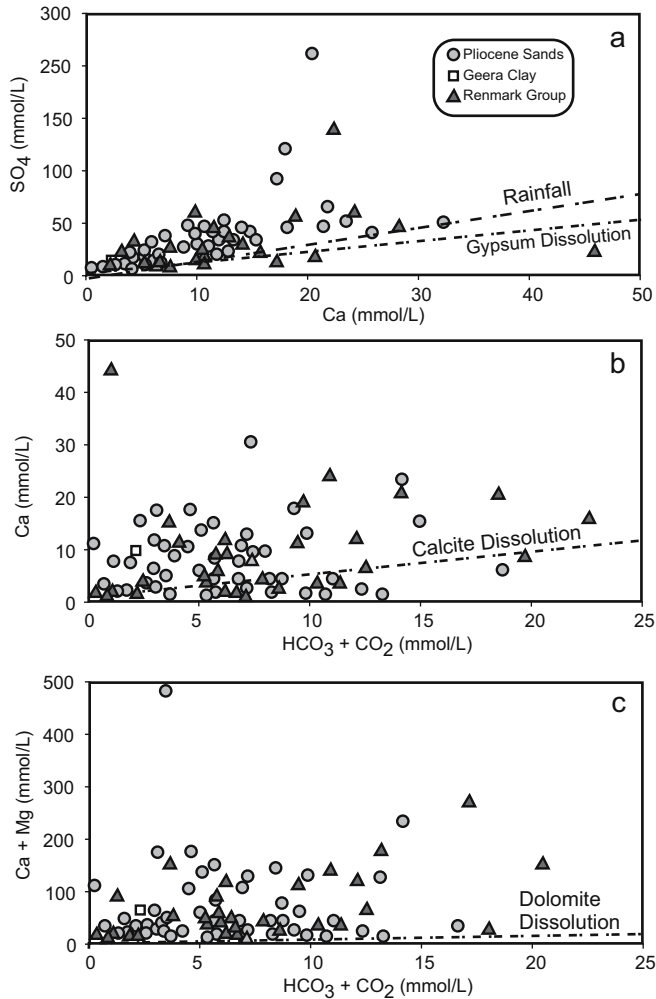 300
a
Pliocene Sands
Geera Clay
Renmark Group
150
SO4 (mmol/L)
100
Rainfall
50
Gypsum Dissolution
0
0 10 20 30 40 50
Ca (mmol/L)
50
b
40
30
Ca (mmol/L)
20
Calcite Dissolution
10
0
0 5 10 15 20 25
HCO3 + CO2 (mmol/L)
500
c
300
Ca + Mg (mmol/L)
200
150
100
Dolomite
Dissolution
50
0
0 5 10 15 20 25
HCO3 + CO2 (mmol/L)